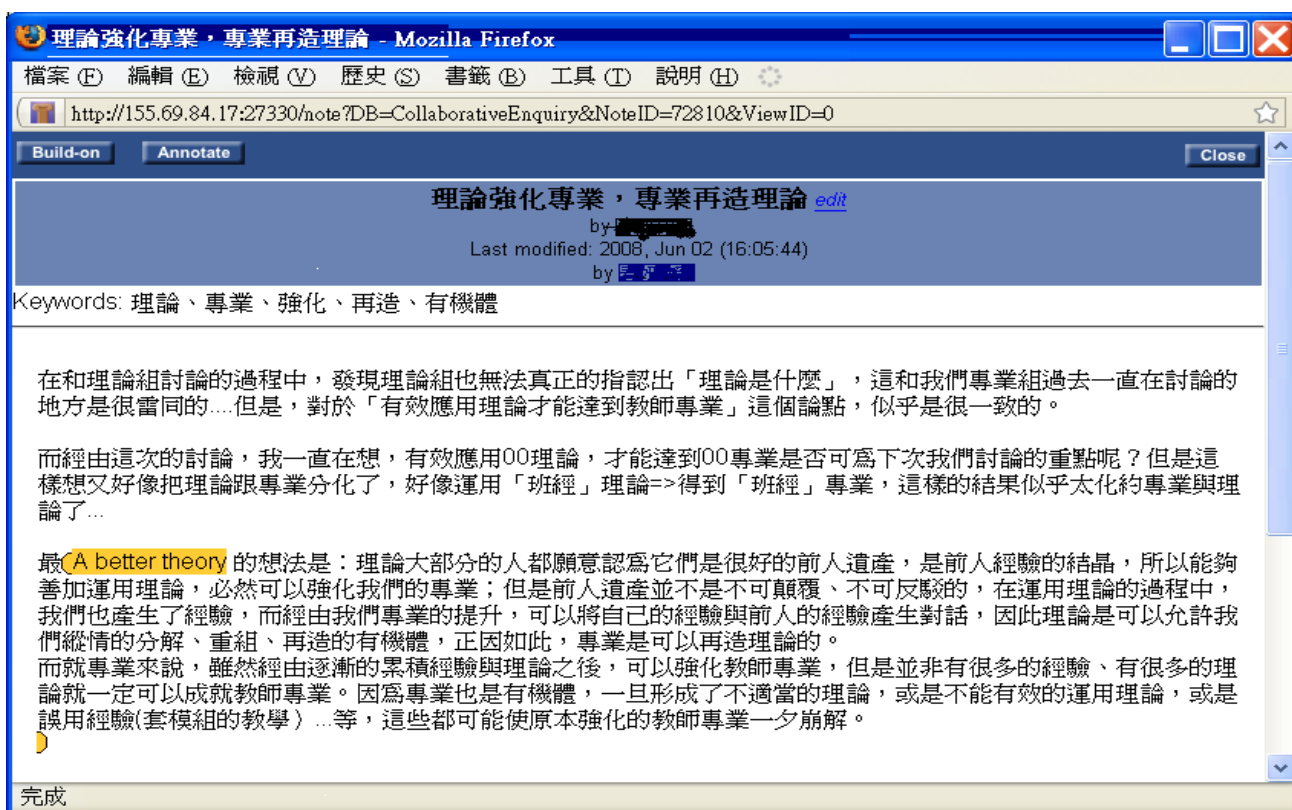 理論強化專業，專業再造理論 - Mozilla Firefox
檔案(F) 編輯(E) 檢視(V) 歷史(S) 書籤(B) 工具(T) 說明(H)
http://155.69.84.17:27330/note?DB=CollaborativeEnquiry&NoteID=72810&ViewID=0
Build-on Annotate Close
理論強化專業，專業再造理論 edit
by
Last modified: 2008, Jun 02 (16:05:44)
by
Keywords: 理論、專業、強化、再造、有機體
在和理論組討論的過程中，發現理論組也無法真正的指認出「理論是什麼」，這和我們專業組過去一直在討論的
地方是很雷同的....但是，對於「有效應用理論才能達到教師專業」這個論點，似乎是很一致的。
而經由這次的討論，我一直在想，有效應用00理論，才能達到00專業是否可為下次我們討論的重點呢？但是這
樣想又好像把理論跟專業分化了，好像運用「班經」理論=>得到「班經」專業，這樣的結果似乎太化約專業與理
論了...
最(A better theory 的想法是：理論大部分的人都願意認為它們是很好的前人遺產，是前人經驗的結晶，所以能夠
善加運用理論，必然可以強化我們的專業；但是前人遺產並不是不可顛覆、不可反駁的，在運用理論的過程中，
我們也產生了經驗，而經由我們專業的提升，可以將自己的經驗與前人的經驗產生對話，因此理論是可以允許我
們縱情的分解、重組、再造的有機體，正因如此，專業是可以再造理論的。
而就專業來說，雖然經由逐漸的累積經驗與理論之後，可以強化教師專業，但是並非有很多的經驗、有很多的理
論就一定可以成就教師專業。因為專業也是有機體，一旦形成了不適當的理論，或是不能有效的運用理論，或是
誤用經驗(套模組的教學）...等，這些都可能使原本強化的教師專業一夕崩解。
)
完成